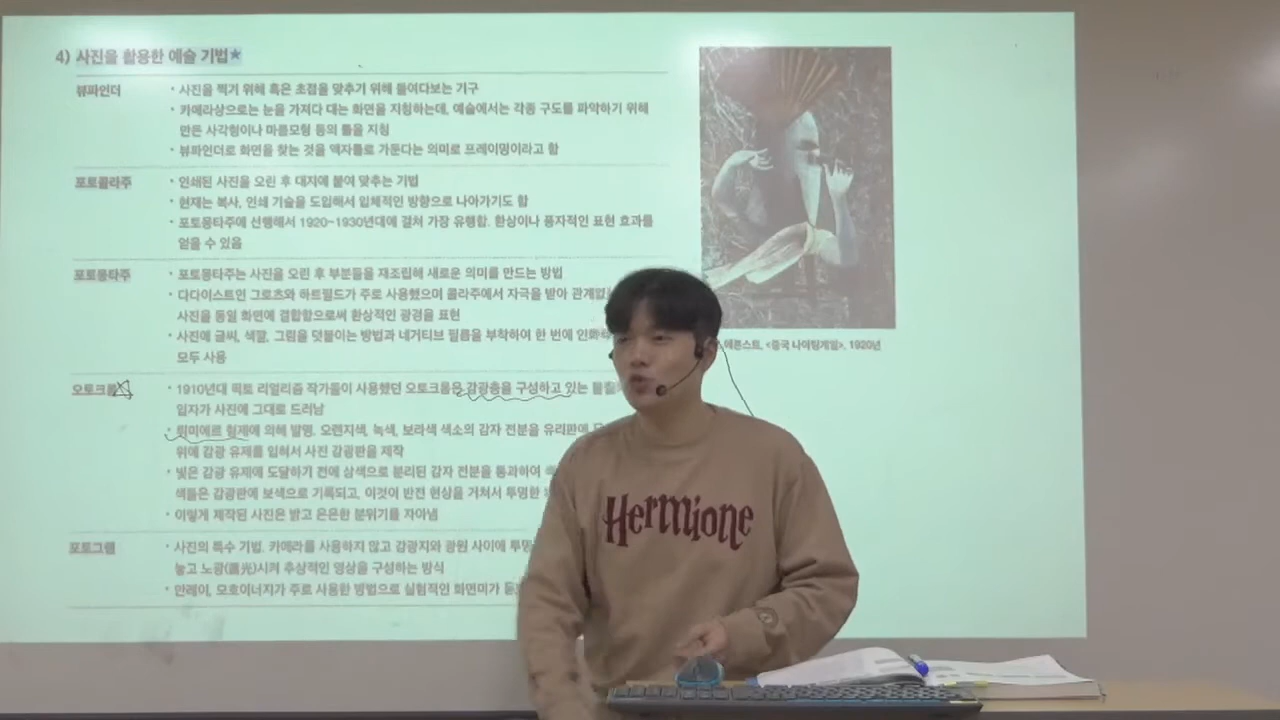 4) 사진을 활용한 예술 기법★
뷰파인더
• 사진을 찍기 위해 혹은 초점을 맞추기 위해 들여다보는 기구
• 카메라상으로는 눈을 가져다 대는 화면을 지칭하는데, 예술에서는 각종 구도를 파악하기 위해
만든 사각형이나 마름모형 등의 틀을 지칭
• 뷰파인더로 화면을 찾는 것을 액자틀로 가둔다는 의미로 프레이밍이라고 함
포토콜라주
• 인쇄된 사진을 오린 후 대지에 붙여 맞추는 기법
• 현재는 복사, 인쇄 기술을 도입해서 입체적인 방향으로 나아가기도 함
• 포토몽타주에 선행해서 1920~1930년대에 걸쳐 가장 유행함. 환상이나 풍자적인 표현 효과를
얻을 수 있음
포토몽타주
• 포토몽타주는 사진을 오린 후 부분들을 재조립해 새로운 의미를 만드는 방법
• 다다이스트인 그로츠와 하트필드가 주로 사용했으며 콜라주에서 자극을 받아 관계없
사진을 동일 화면에 결합함으로써 환상적인 광경을 표현
• 사진에 글씨, 색깔, 그림을 덧붙이는 방법과 네거티브 필름을 부착하여 한 번에 인화
모두 사용
오토크롬
• 1910년대 픽토리얼리즘 작가들이 사용했던 오토크롬은 감광층을 구성하고 있는
입자가 사진에 그대로 드러남
• 뤼미에르 형제에 의해 발명. 오렌지색, 녹색, 보라색 색소의 감자 전분을 유리판에
위에 감광 유제를 입혀서 사진 감광판을 제작
• 빛은 감광 유제에 도달하기 전에 삼색으로 분리된 감자 전분을 통과하여
색들은 감광판에 보색으로 기록되고, 이것이 반전 현상을 거쳐서 투명한
• 이렇게 제작된 사진은 밝고 은은한 분위기를 자아냄
포토그램
• 사진의 특수 기법. 카메라를 사용하지 않고 감광지와 광원 사이에 투명
놓고 노광(露光)시켜 추상적인 영상을 구성하는 방식
• 만레이, 모호이너지가 주로 사용한 방법으로 실험적인 화면미가
에른스트, <중국 나이팅게일>, 1920년
Hermione